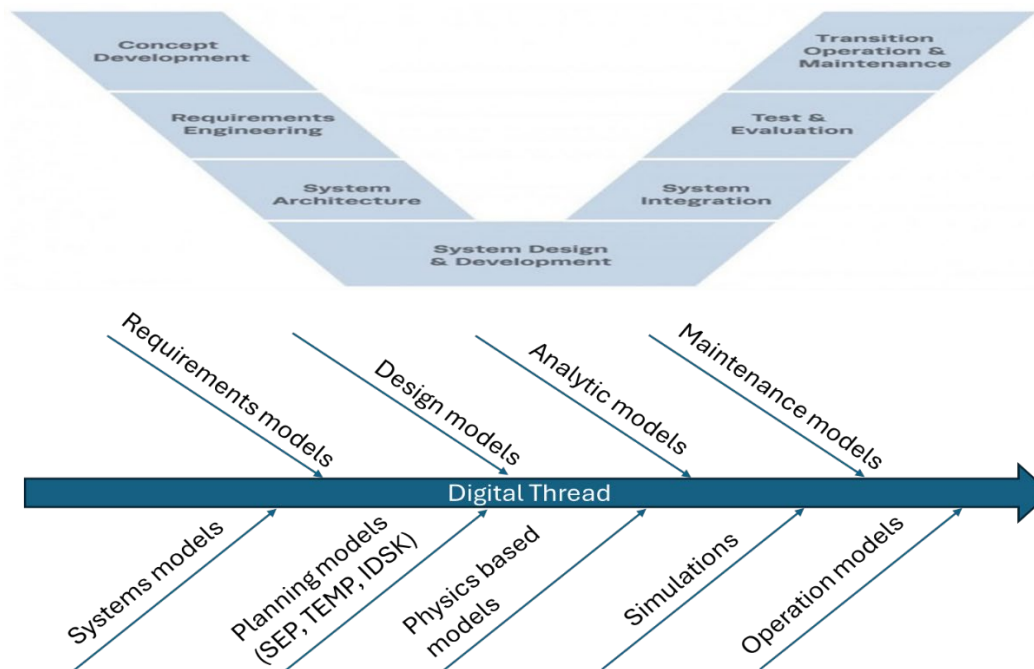 Concept
Development
Transition
Operation &
Maintenance
Requirements
Engineering
Test &
Evaluation
System
Architecture
System
Integration
System Design
& Development
Requirements models
Design models
Analytic models
Maintenance models
Digital Thread
Systems models
Planning models
(SEP, TEMP, IDSK)
Physics based
models
Simulations
Operation models